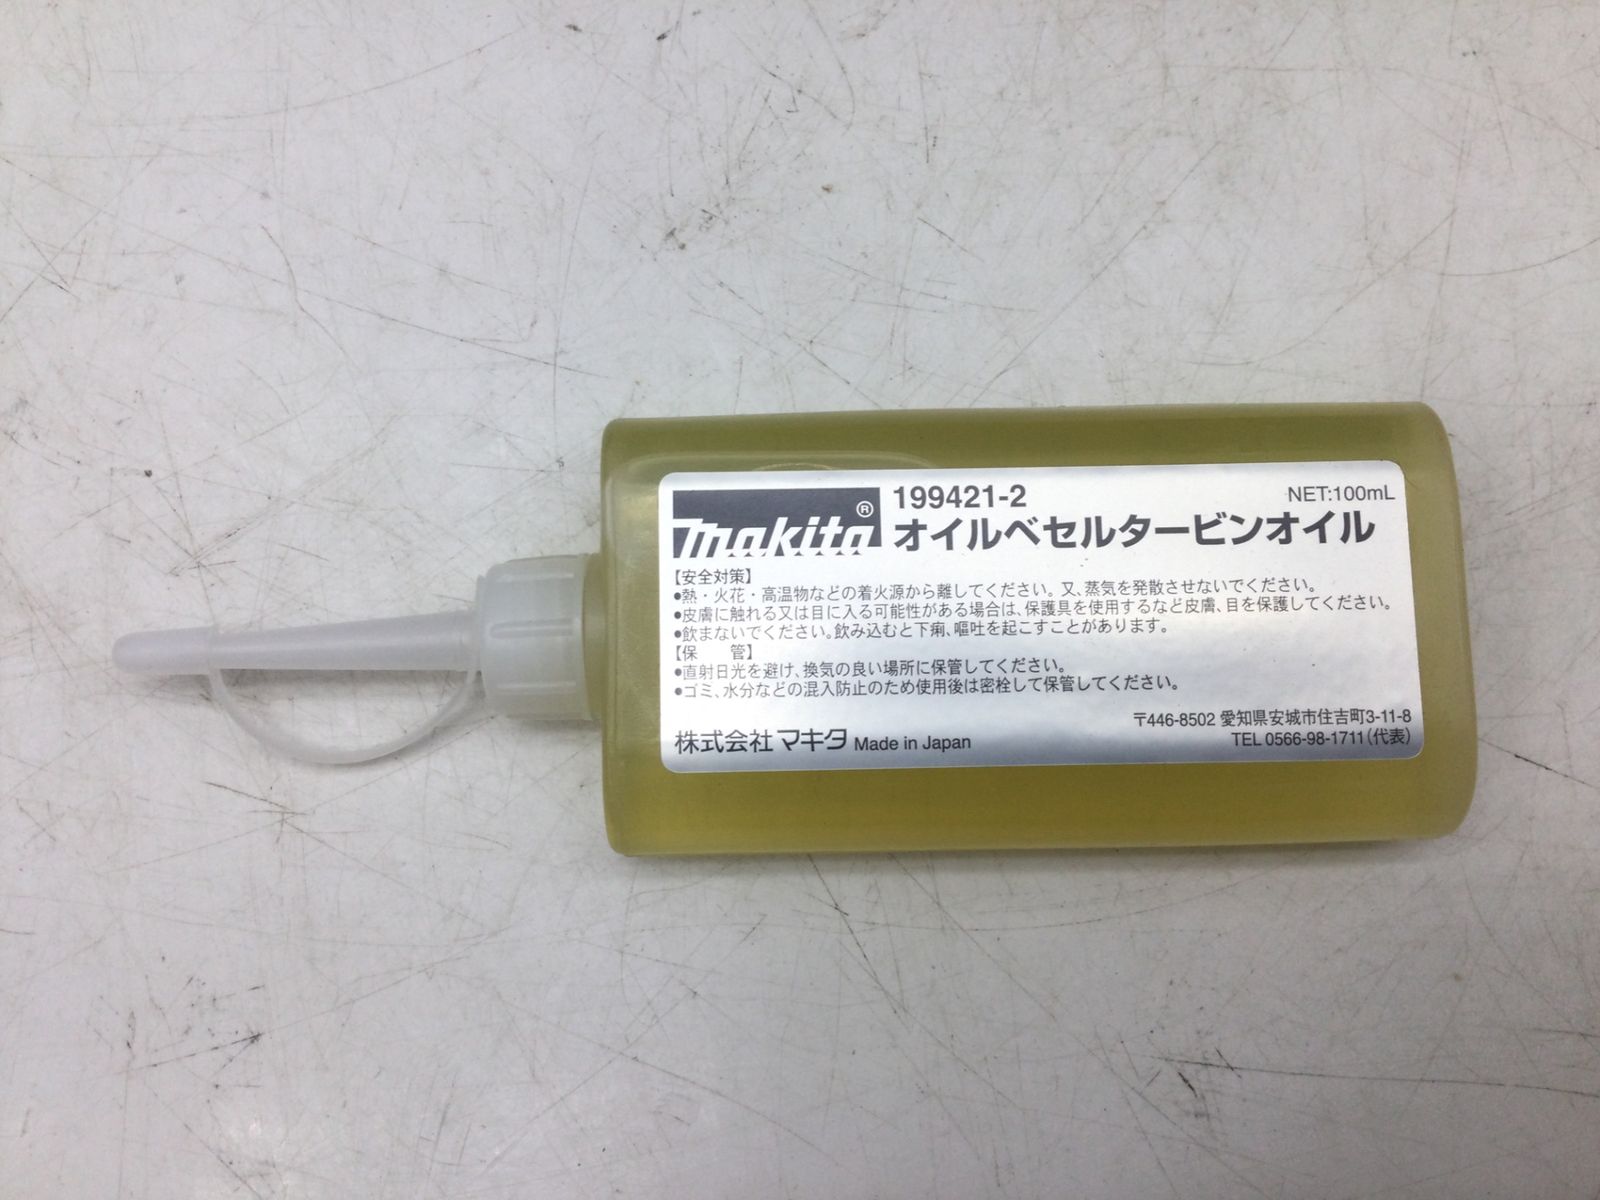 makita®
199421-2
NET:100mL
オイルベセルタービンオイル
【安全対策】
●熱・火花・高温物などの着火源から離してください。又、蒸気を発散させないでください。
●皮膚に触れる又は目に入る可能性がある場合は、保護具を使用するなど皮膚、目を保護してください。
●飲まないでください。飲み込むと下痢、嘔吐を起こすことがあります。
【保　管】
●直射日光を避け、換気の良い場所に保管してください。
●ゴミ、水分などの混入防止のため使用後は密栓して保管してください。
株式会社マキタ Made in Japan
〒446-8502 愛知県安城市住吉町3-11-8
TEL 0566-98-1711(代表)